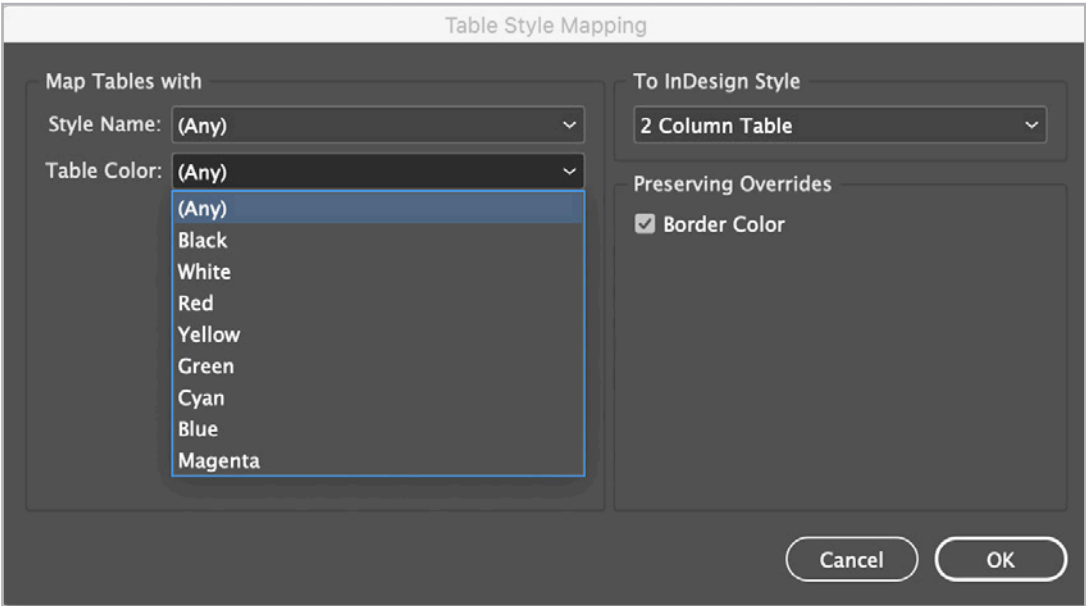 Table Style Mapping
Map Tables with
Style Name: (Any)
Table Color: (Any)
(Any)
Black
White
Red
Yellow
Green
Cyan
Blue
Magenta
To InDesign Style
2 Column Table
Preserving Overrides
Border Color
Cancel
OK